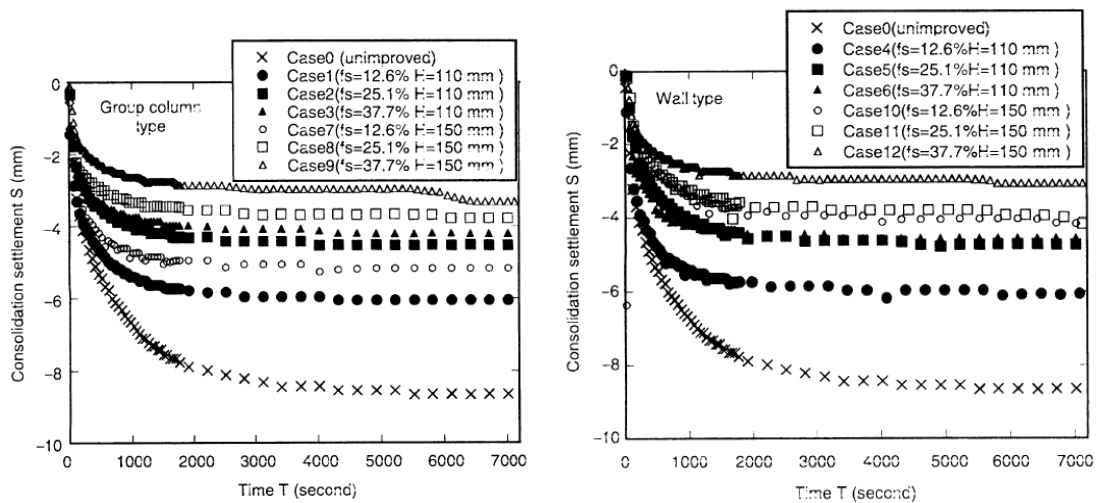 Case0 (unimproved)
Case1(fs=12.6% H=110 mm )
Case2(fs=25.1% H=110 mm )
Case3(fs=37.7% H=110 mm )
Case7(fs=12.6% H=150 mm )
Case8(fs=25.1% H=150 mm )
Case9(fs=37.7% H=150 mm )
Group column
type
Consolidation settlement S (mm)
0
−2
−4
−6
−8
−10
0 1000 2000 3000 4000 5000 6000 7000
Time T (second)
Case0(unimproved)
Case4(fs=12.6%H=110 mm )
Case5(fs=25.1%H=110 mm )
Case6(fs=37.7%H=110 mm )
Case10(fs=12.6%H=150 mm )
Case11(fs=25.1%H=150 mm )
Case12(fs=37.7%H=150 mm )
Wall type
Consolidation settlement S (mm)
0
−2
−4
−6
−8
−10
0 1000 2000 3000 4000 5000 6000 7000
Time T (second)